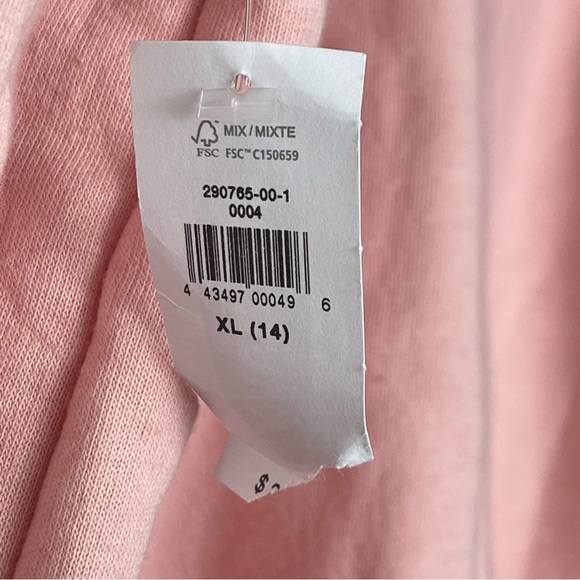 MIX / MIXTE
FSC FSC™ C150659
290765-00-1
0004
4 43497 00049 6
XL (14)
$